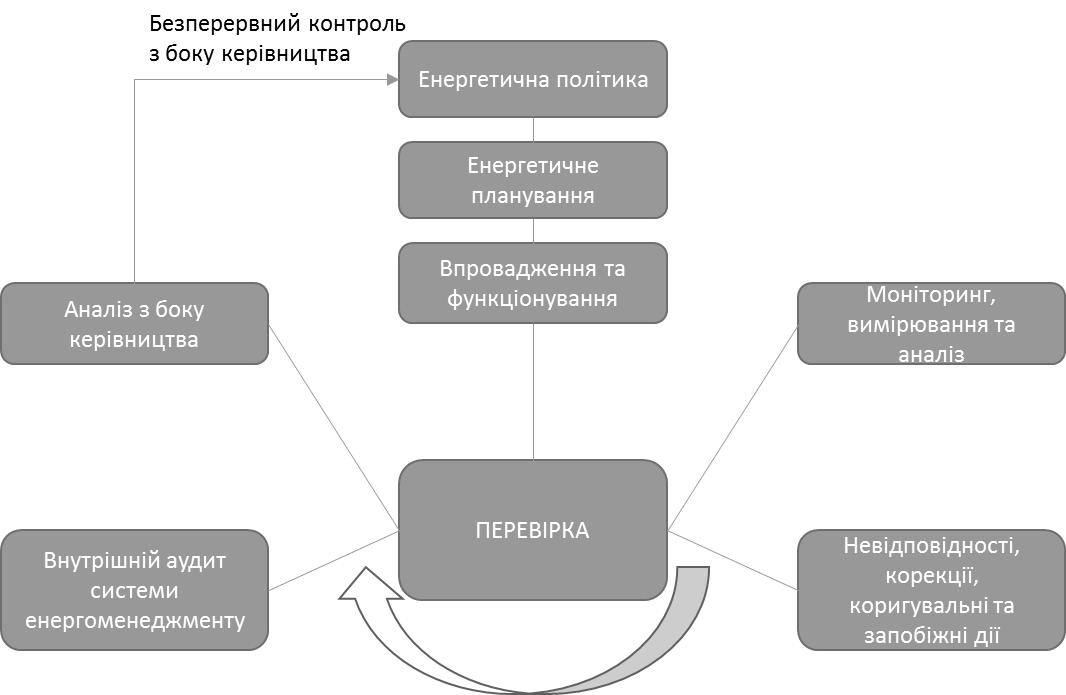 Безперервний контроль
з боку керівництва
Енергетична політика
Енергетичне
планування
Впровадження та
функціонування
Аналіз з боку
керівництва
Моніторинг,
вимірювання та
аналіз
ПЕРЕВІРКА
Внутрішній аудит
системи
енергоменеджменту
Невідповідності,
корекції,
коригувальні та
запобіжні дії